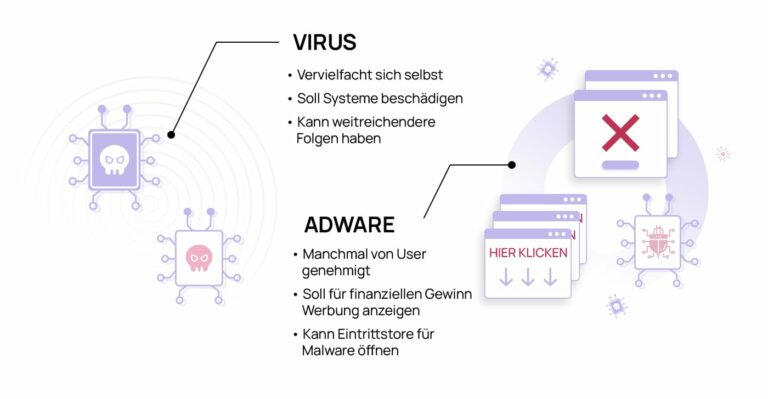 VIRUS
• Vervielfacht sich selbst
• Soll Systeme beschädigen
• Kann weitreichendere
Folgen haben
ADWARE
• Manchmal von User
genehmigt
• Soll für finanziellen Gewinn
Werbung anzeigen
• Kann Eintrittstore für
Malware öffnen
N
N
HIER KLICKEN